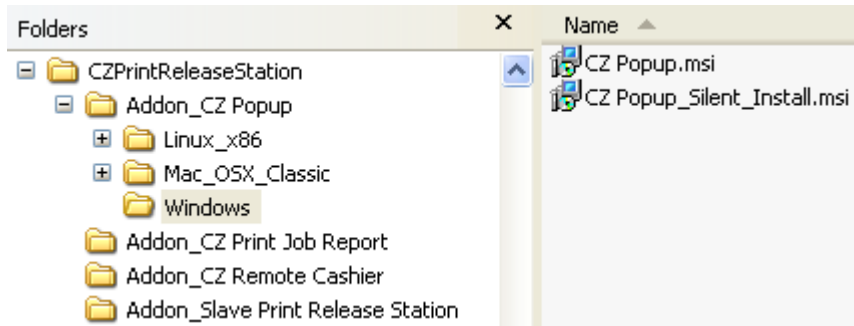 Folders
CZPrintReleaseStation
Addon_CZ Popup
Linux_x86
Mac_OSX_Classic
Windows
Addon_CZ Print Job Report
Addon_CZ Remote Cashier
Addon_Slave Print Release Station
Name
CZ Popup.msi
CZ Popup_Silent_Install.msi